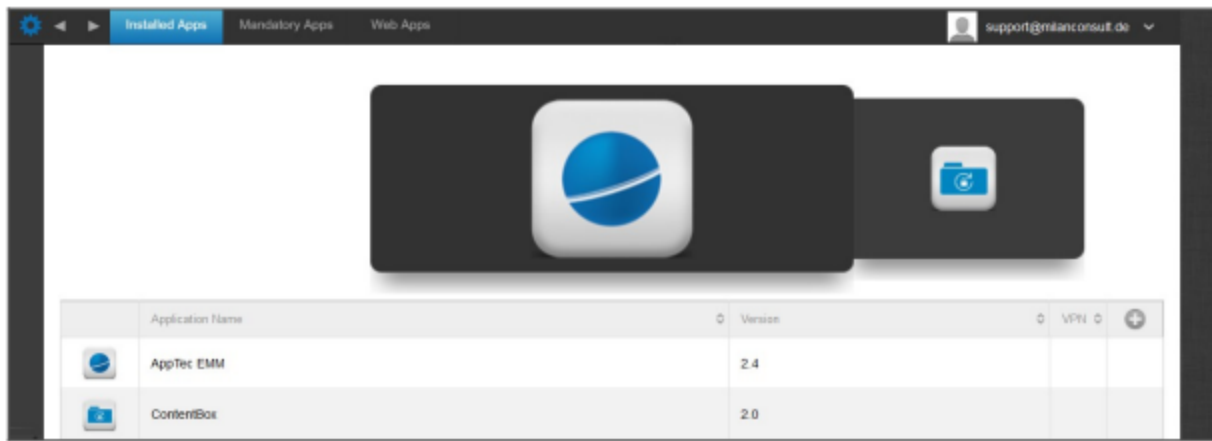 Installed Apps Mandatory Apps Web Apps support@milanconsult.de
Application Name Version VPN
AppTec EMM 2.4
ContentBox 2.0